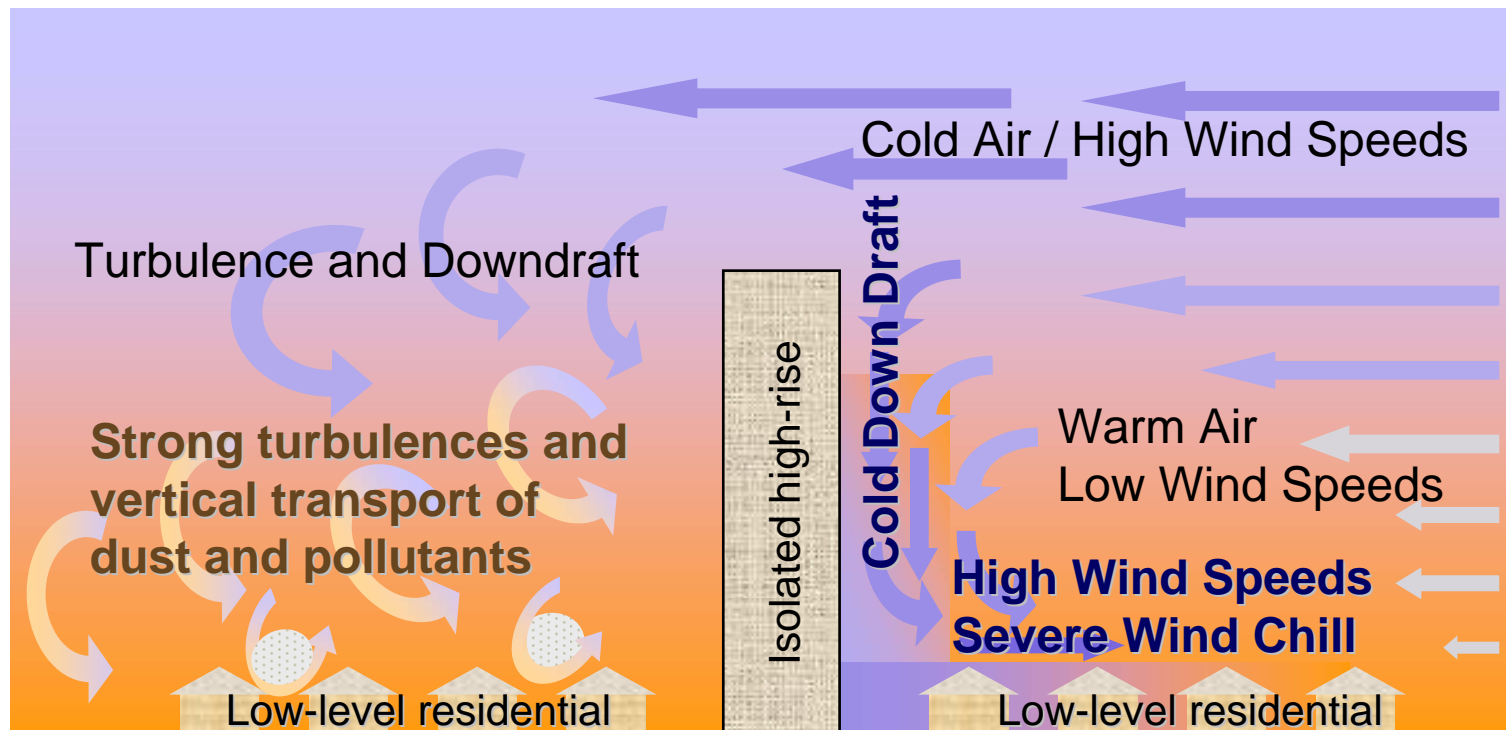 Cold Air / High Wind Speeds
Turbulence and Downdraft
Cold Down Draft
Isolated high-rise
Warm Air
Low Wind Speeds
Strong turbulences and
vertical transport of
dust and pollutants
High Wind Speeds
Severe Wind Chill
Low-level residential
Low-level residential